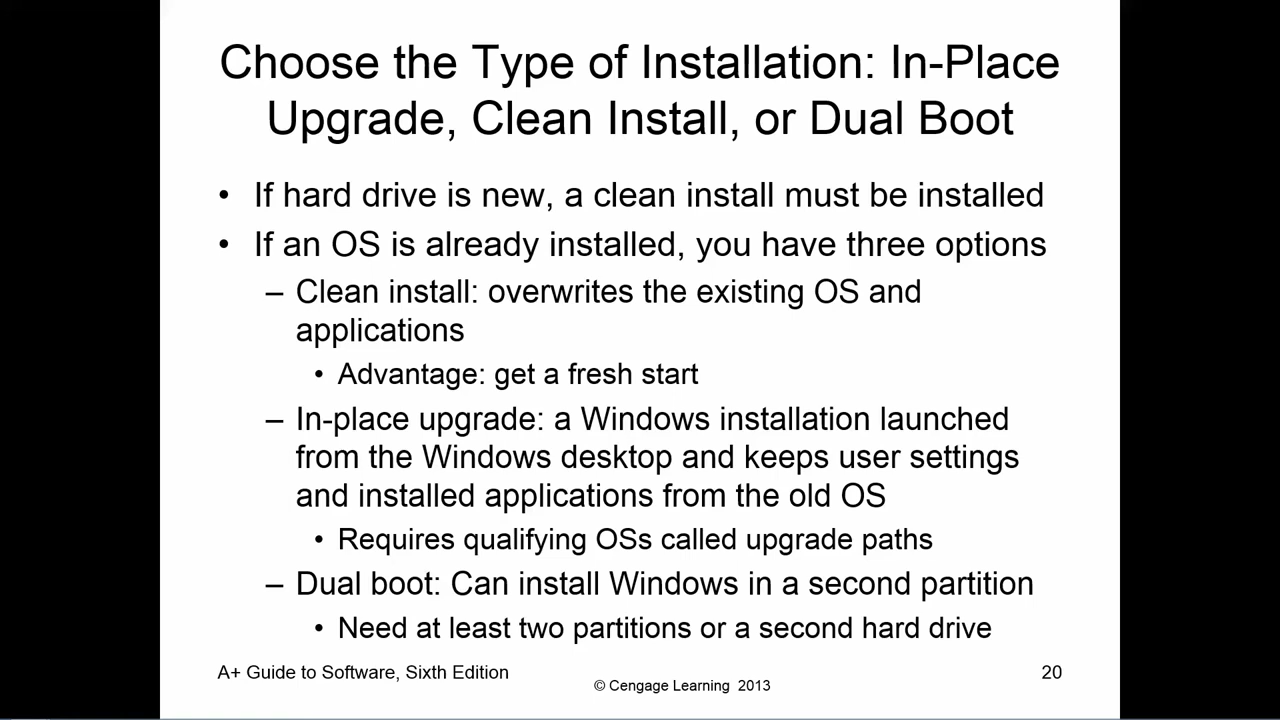 Choose the Type of Installation: In-Place
Upgrade, Clean Install, or Dual Boot
• If hard drive is new, a clean install must be installed
• If an OS is already installed, you have three options
– Clean install: overwrites the existing OS and
applications
• Advantage: get a fresh start
– In-place upgrade: a Windows installation launched
from the Windows desktop and keeps user settings
and installed applications from the old OS
• Requires qualifying OSs called upgrade paths
– Dual boot: Can install Windows in a second partition
• Need at least two partitions or a second hard drive
A+ Guide to Software, Sixth Edition
© Cengage Learning 2013
20